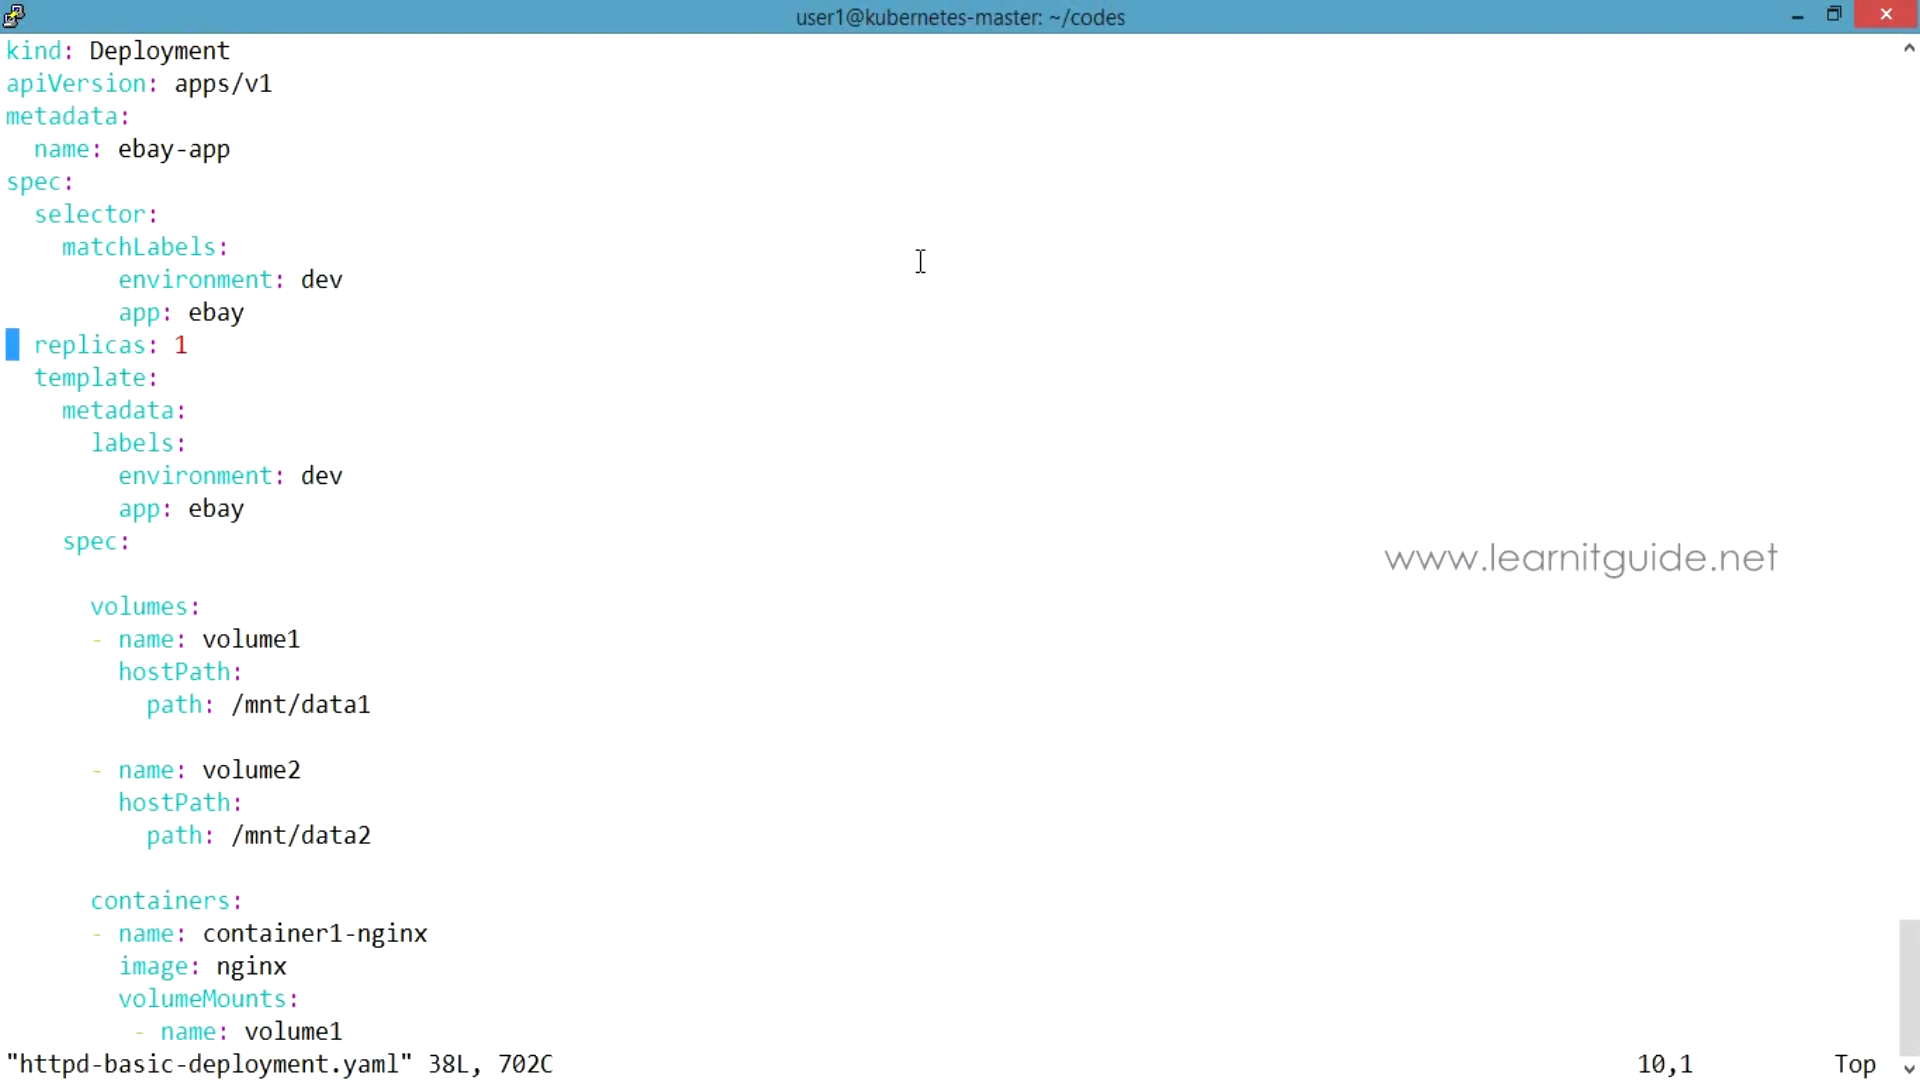 user1@kubernetes-master: ~/codes
kind: Deployment
apiVersion: apps/v1
metadata:
  name: ebay-app
spec:
  selector:
    matchLabels:
        environment: dev
        app: ebay
  replicas: 1
  template:
    metadata:
      labels:
        environment: dev
        app: ebay
    spec:
www.learnitguide.net
      volumes:
      - name: volume1
        hostPath:
          path: /mnt/data1
      - name: volume2
        hostPath:
          path: /mnt/data2
      containers:
      - name: container1-nginx
        image: nginx
        volumeMounts:
         - name: volume1
"httpd-basic-deployment.yaml" 38L, 702C 10,1 Top